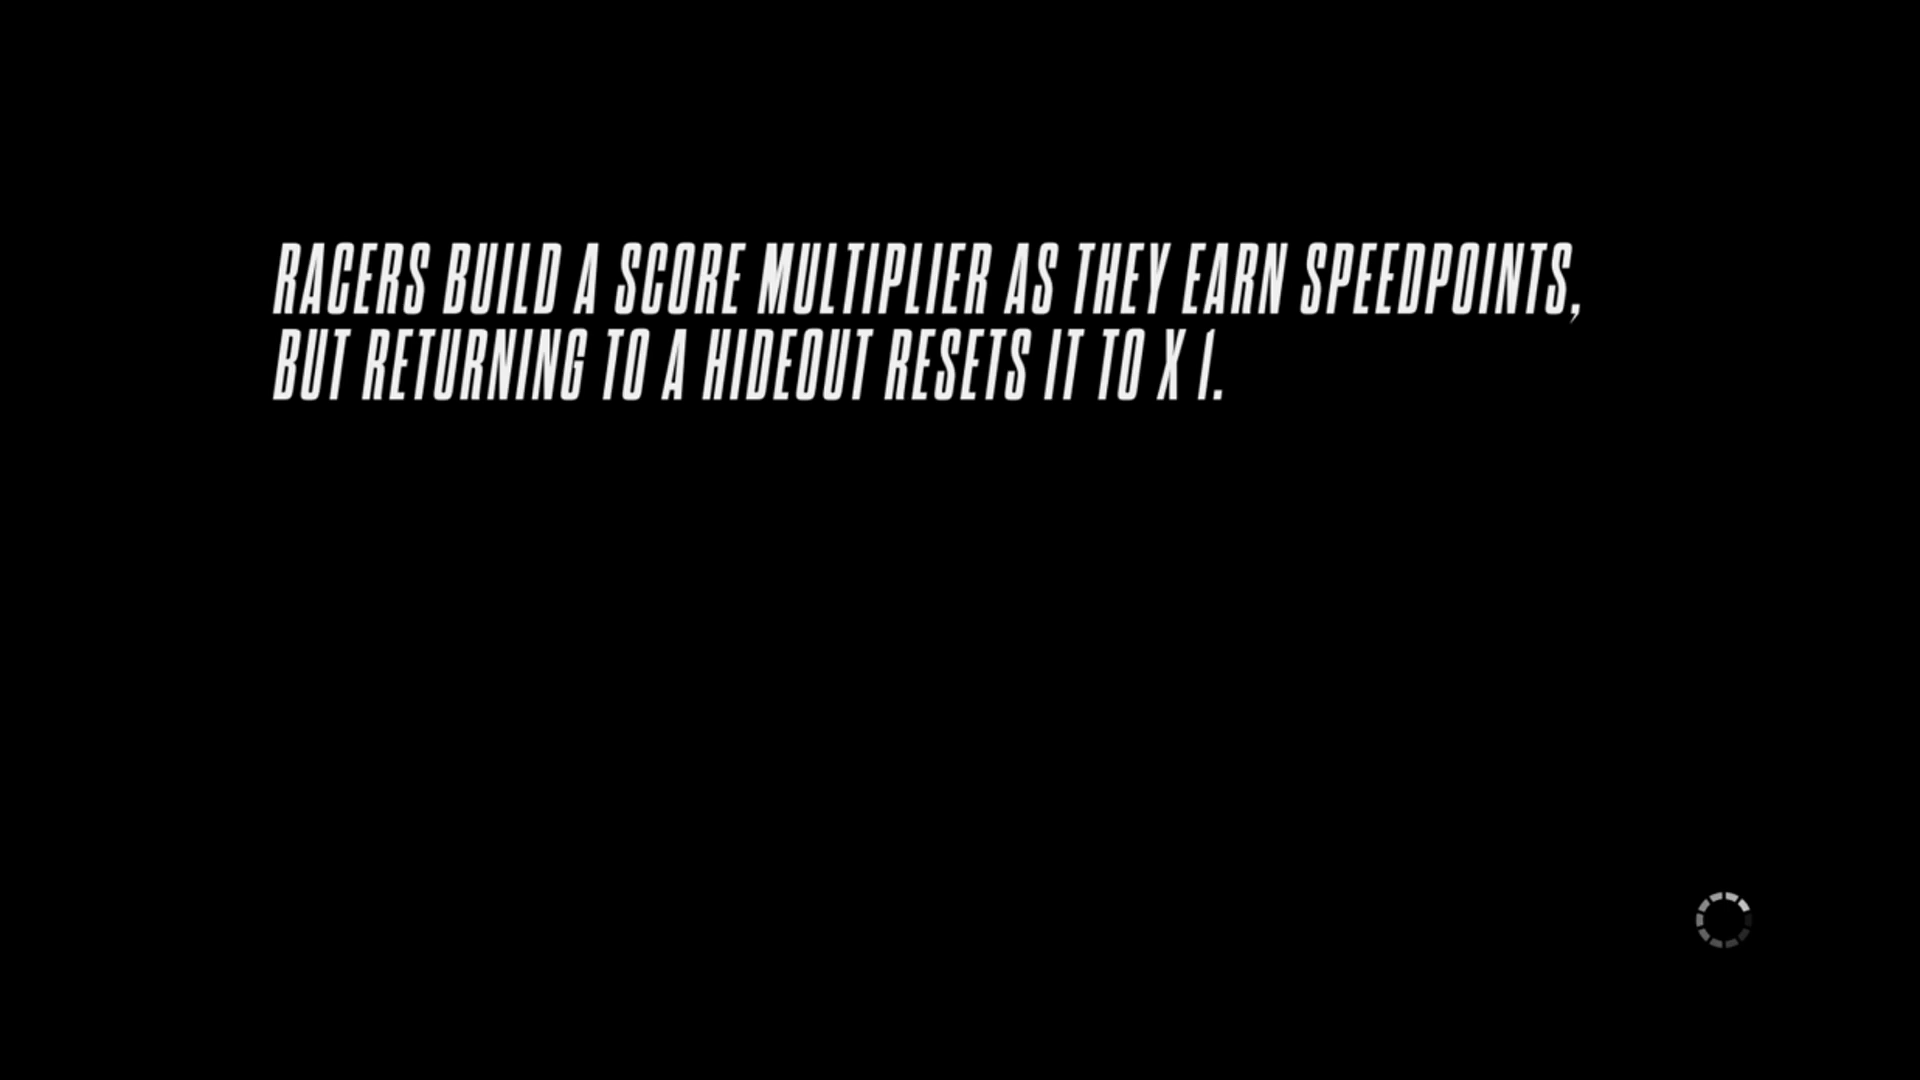 RACERS BUILD A SCORE MULTIPLIER AS THEY EARN SPEEDPOINTS,
BUT RETURNING TO A HIDEOUT RESETS IT TO X 1.